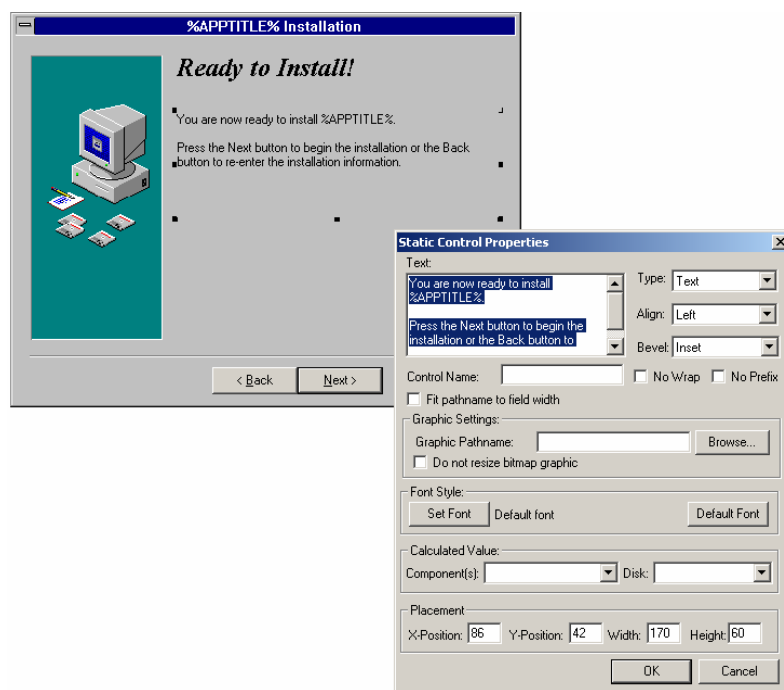 %APPTITLE% Installation
Ready to Install!
You are now ready to install %APPTITLE%.
Press the Next button to begin the installation or the Back
button to re-enter the installation information.
< Back
Next >
Static Control Properties
Text:
You are now ready to install
%APPTITLE%.
Press the Next button to begin the
installation or the Back button to
Type: Text
Align: Left
Bevel: Inset
Control Name:
No Wrap
No Prefix
Fit pathname to field width
Graphic Settings:
Graphic Pathname:
Browse...
Do not resize bitmap graphic
Font Style:
Set Font
Default font
Default Font
Calculated Value:
Component(s):
Disk:
Placement
X-Position: 86 Y-Position: 42 Width: 170 Height: 60
OK
Cancel